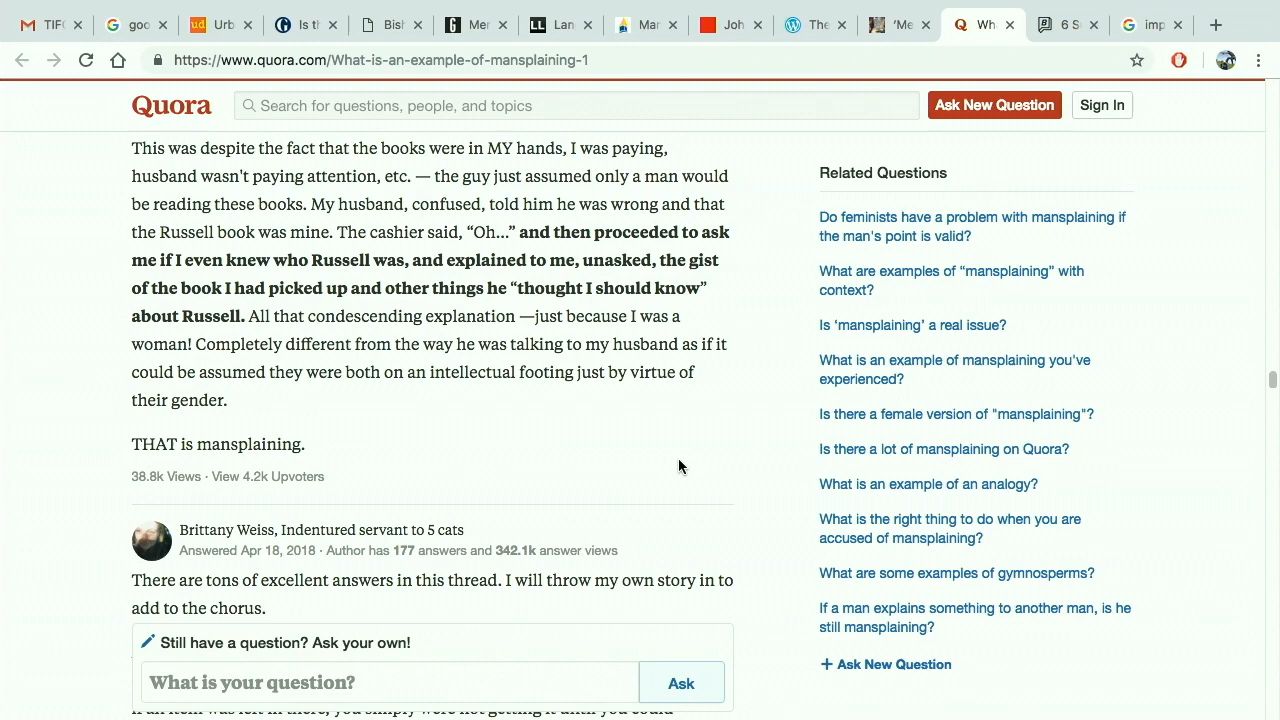 TIFC
goo
Urb
Is th
Bish
Mer
Lan
Mar
Joh
The
'Me
Wh
6 S
imp
https://www.quora.com/What-is-an-example-of-mansplaining-1
Quora
Search for questions, people, and topics
Ask New Question
Sign In
This was despite the fact that the books were in MY hands, I was paying,
husband wasn't paying attention, etc. — the guy just assumed only a man would
be reading these books. My husband, confused, told him he was wrong and that
the Russell book was mine. The cashier said, “Oh...” and then proceeded to ask
me if I even knew who Russell was, and explained to me, unasked, the gist
of the book I had picked up and other things he “thought I should know”
about Russell. All that condescending explanation —just because I was a
woman! Completely different from the way he was talking to my husband as if it
could be assumed they were both on an intellectual footing just by virtue of
their gender.
THAT is mansplaining.
38.8k Views · View 4.2k Upvoters
Brittany Weiss, Indentured servant to 5 cats
Answered Apr 18, 2018 · Author has 177 answers and 342.1k answer views
There are tons of excellent answers in this thread. I will throw my own story in to
add to the chorus.
Still have a question? Ask your own!
What is your question?
Ask
Related Questions
Do feminists have a problem with mansplaining if
the man's point is valid?
What are examples of “mansplaining” with
context?
Is ‘mansplaining’ a real issue?
What is an example of mansplaining you've
experienced?
Is there a female version of "mansplaining"?
Is there a lot of mansplaining on Quora?
What is an example of an analogy?
What is the right thing to do when you are
accused of mansplaining?
What are some examples of gymnosperms?
If a man explains something to another man, is he
still mansplaining?
+ Ask New Question